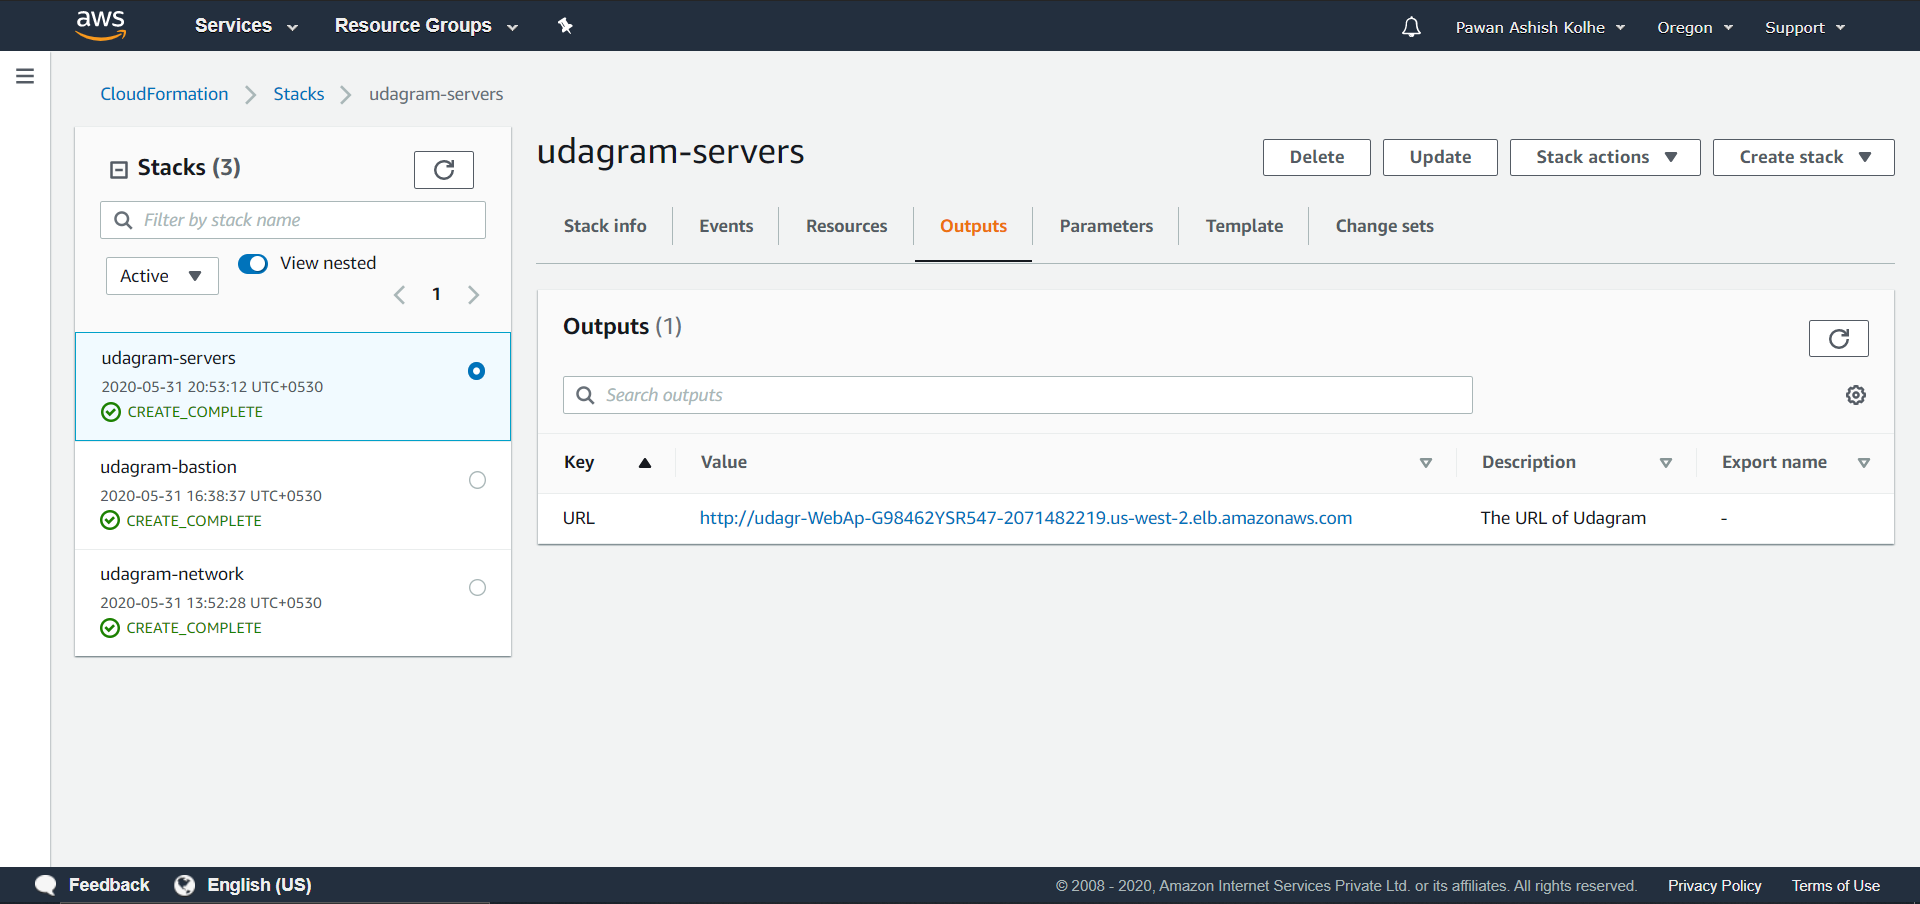 aws
Services
Resource Groups
Pawan Ashish Kolhe
Oregon
Support
CloudFormation
Stacks
udagram-servers
Stacks (3)
Filter by stack name
Active
View nested
1
udagram-servers
2020-05-31 20:53:12 UTC+0530
CREATE_COMPLETE
udagram-bastion
2020-05-31 16:38:37 UTC+0530
CREATE_COMPLETE
udagram-network
2020-05-31 13:52:28 UTC+0530
CREATE_COMPLETE
udagram-servers
Delete
Update
Stack actions
Create stack
Stack info
Events
Resources
Outputs
Parameters
Template
Change sets
Outputs (1)
Search outputs
Key
Value
Description
Export name
URL
http://udagr-WebAp-G98462YSR547-2071482219.us-west-2.elb.amazonaws.com
The URL of Udagram
-
Feedback
English (US)
© 2008 - 2020, Amazon Internet Services Private Ltd. or its affiliates. All rights reserved.
Privacy Policy
Terms of Use